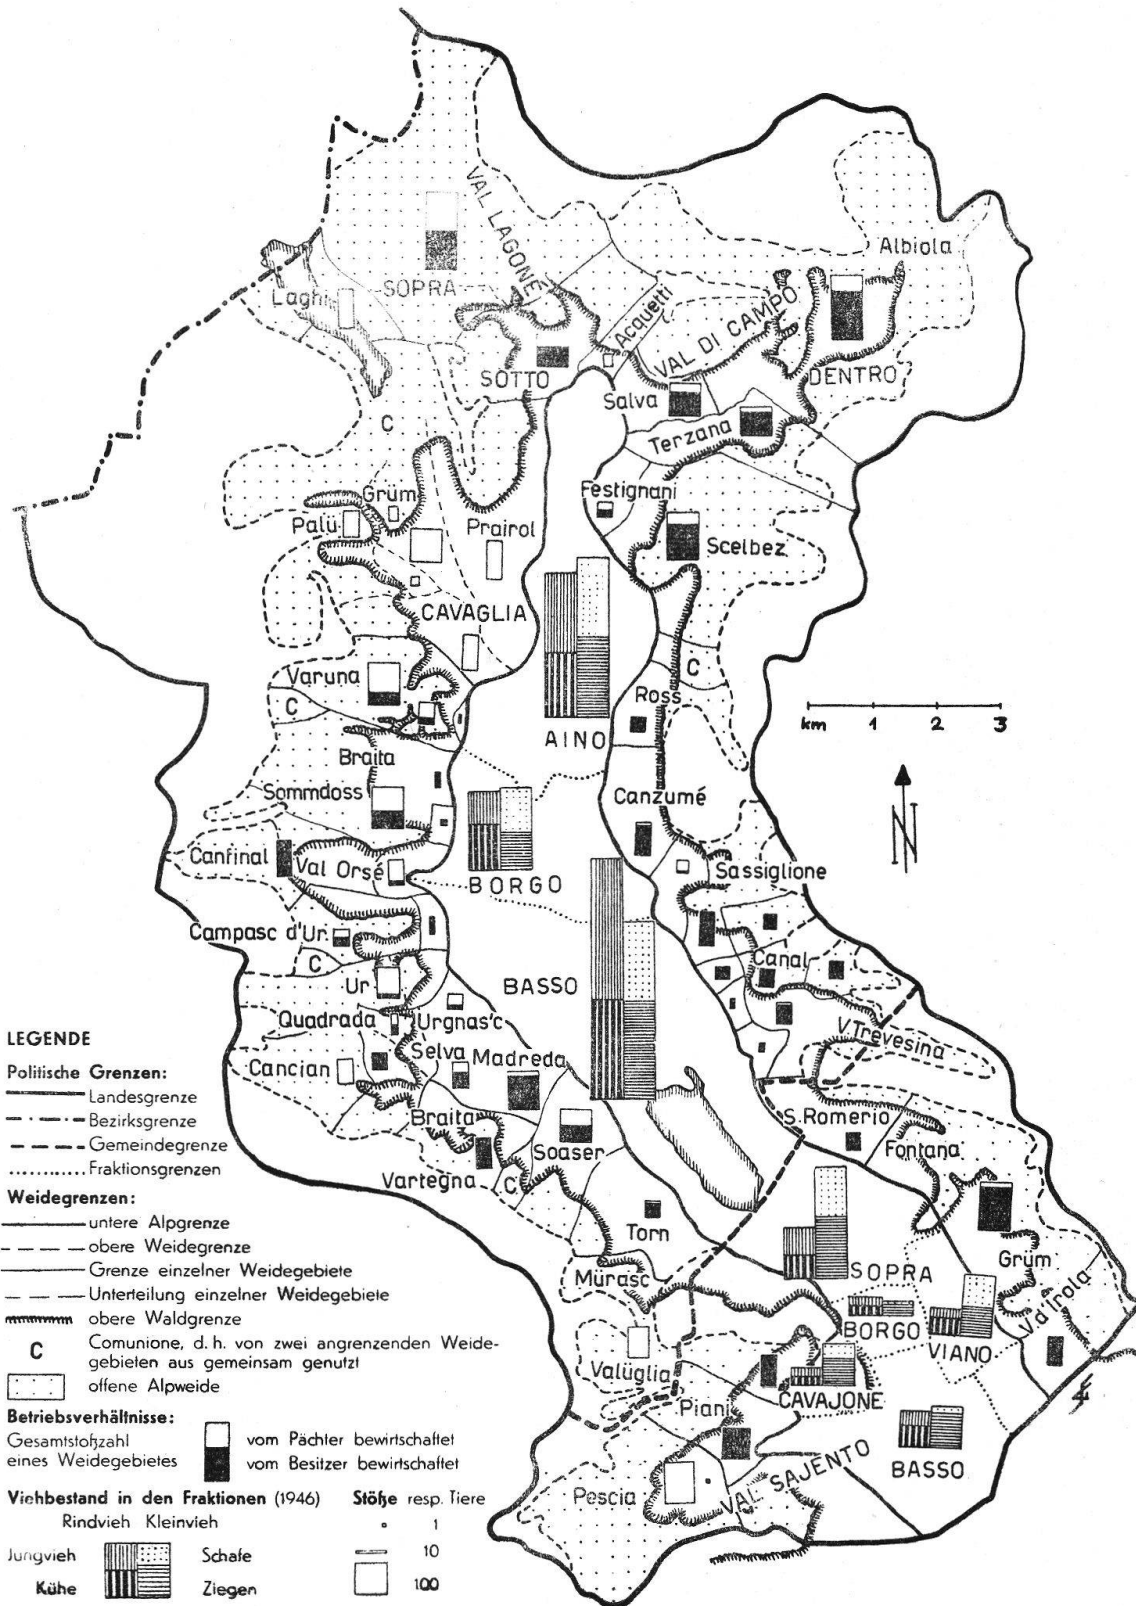 VAL LAGONÉ
Albiola
SOPRA
Laghi
Acquetti
VAL DI CAMPO
SOTTO
DENTRO
Salva
C
Terzana
Grüm
Festignani
Palü
Prairol
Scelbez
CAVAGLIA
Varuna
C
C
Ross
km 1 2 3
AINO
Braita
Sommdoss
Canzumé
N
Canfinal
Val Orsé
BORGO
Sassiglione
Campasc d'Ur
C
Canal
Ur
BASSO
Quadrada
Urgnas'c
V. Trevesina
Cancian
Selva
Madreda
Braita
S. Romerio
Soaser
Fontana
Vartegna
C
Torn
Grüm
SOPRA
Mürasc
V. d'Irola
BORGO
VIANO
Valüglia
CAVAJONE
Piani
BASSO
Pescia
VAL SAJENTO
LEGENDE
Politische Grenzen:
Landesgrenze
Bezirksgrenze
Gemeindegrenze
Fraktionsgrenzen
Weidegrenzen:
untere Alpgrenze
obere Weidegrenze
Grenze einzelner Weidegebiete
Unterteilung einzelner Weidegebiete
obere Waldgrenze
C Comunione, d. h. von zwei angrenzenden Weide-
gebieten aus gemeinsam genutzt
offene Alpweide
Betriebsverhältnisse:
Gesamtstoßzahl
eines Weidegebietes
vom Pächter bewirtschaftet
vom Besitzer bewirtschaftet
Viehbestand in den Fraktionen (1946)
Rindvieh Kleinvieh
Jungvieh Schafe
Kühe Ziegen
Stöße resp. Tiere
1
10
100